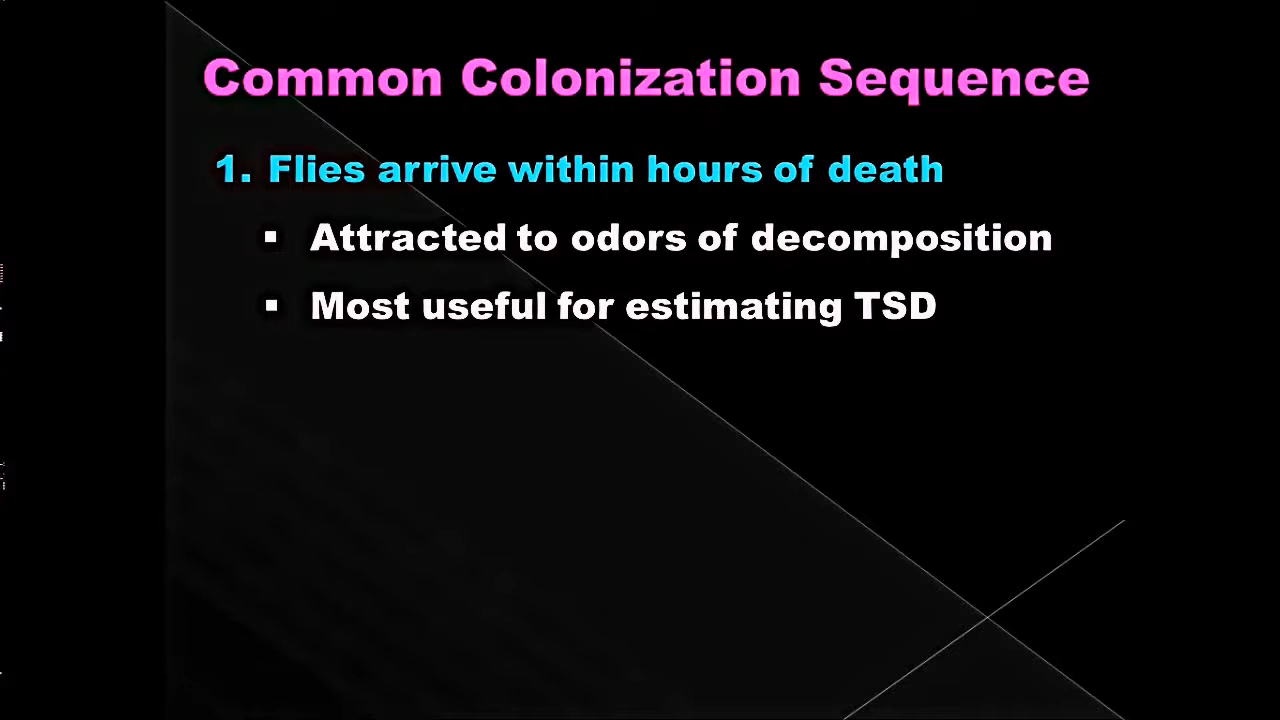 Common Colonization Sequence
1. Flies arrive within hours of death
▪ Attracted to odors of decomposition
▪ Most useful for estimating TSD